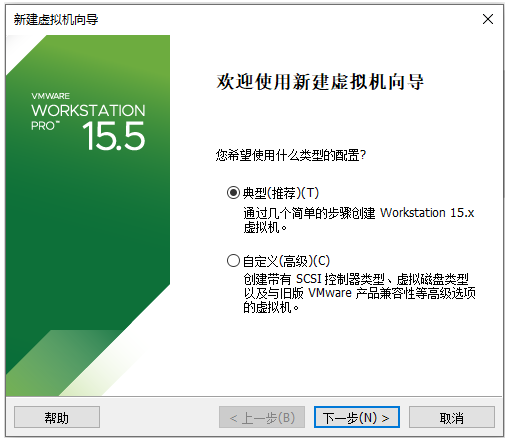 新建虚拟机向导
VMWARE
WORKSTATION
PRO™ 15.5
欢迎使用新建虚拟机向导
您希望使用什么类型的配置?
典型(推荐)(T)
通过几个简单的步骤创建 Workstation 15.x
虚拟机。
自定义(高级)(C)
创建带有 SCSI 控制器类型、虚拟磁盘类型
以及与旧版 VMware 产品兼容性等高级选项
的虚拟机。
帮助
< 上一步(B)
下一步(N) >
取消